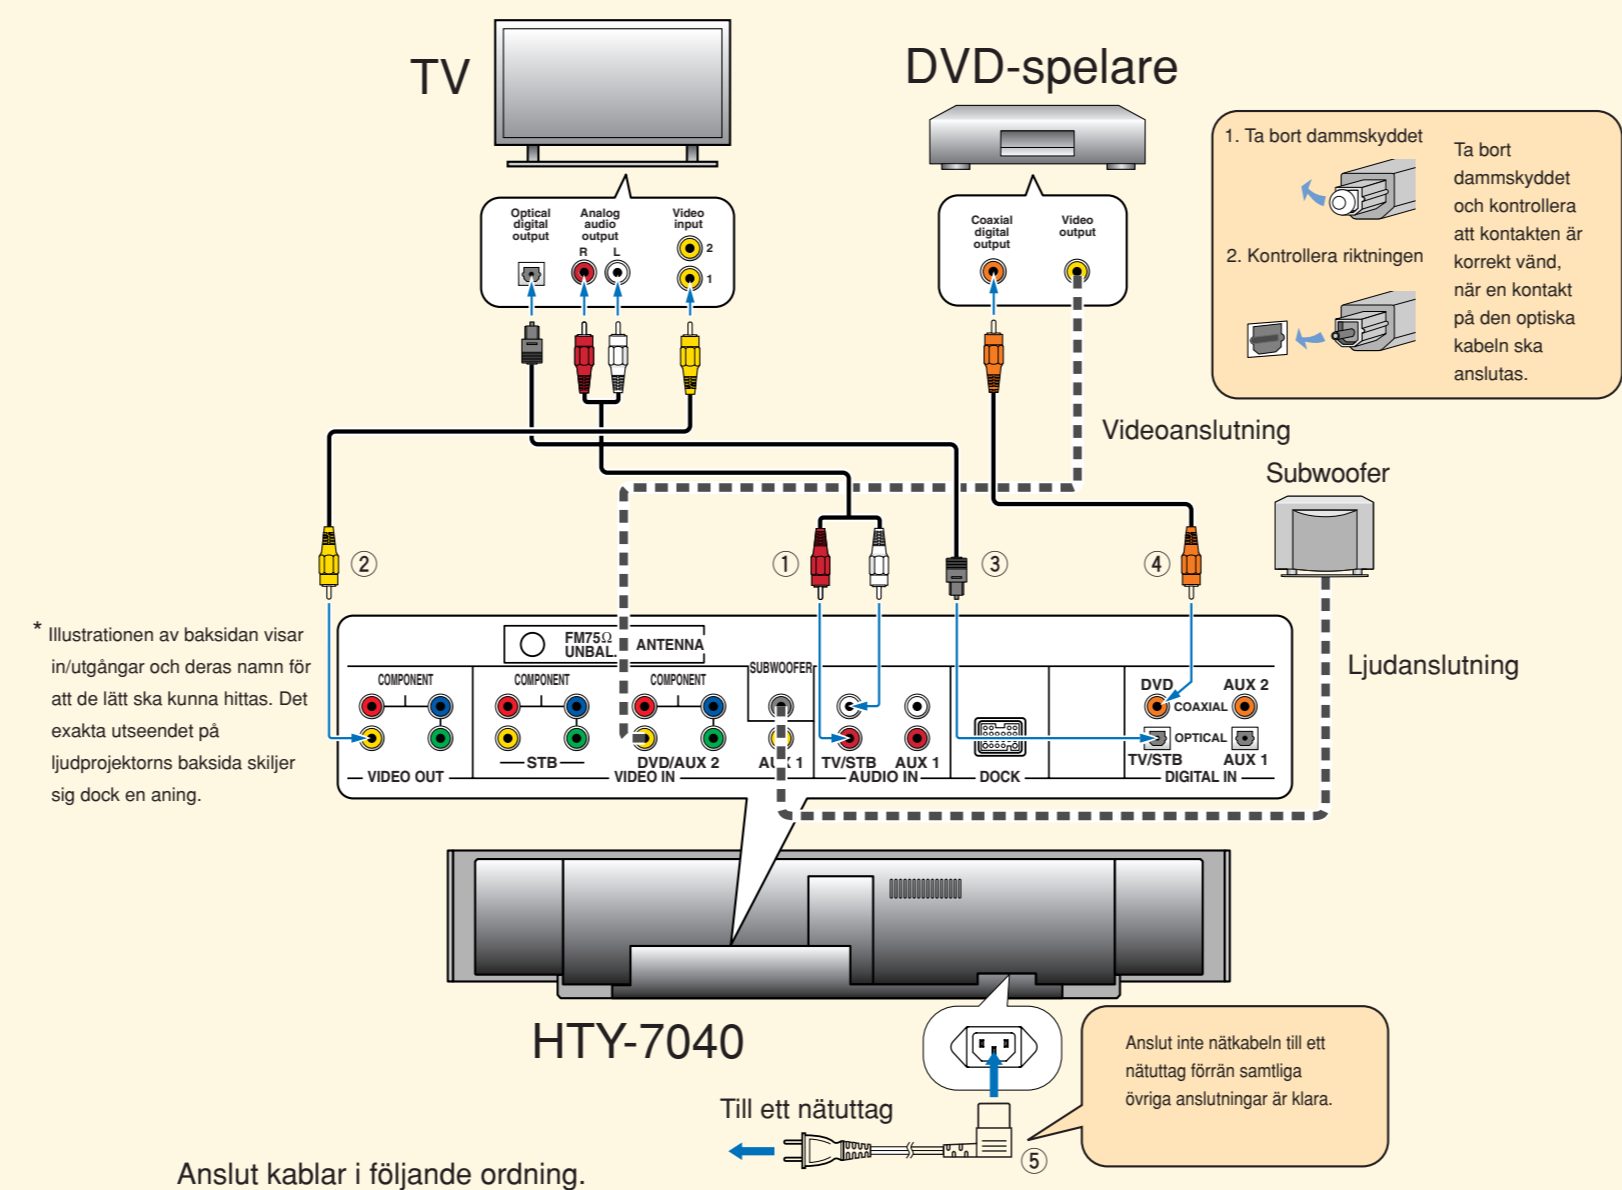 TV
DVD-spelare
Optical
digital
output
Analog
audio
output
R L
Video
input
2
1
Coaxial
digital
output
Video
output
1. Ta bort dammskyddet
2. Kontrollera riktningen
Ta bort
dammskyddet
och kontrollera
att kontakten är
korrekt vänd,
när en kontakt
på den optiska
kabeln ska
anslutas.
Videoanslutning
Subwoofer
② ① ③ ④
* Illustrationen av baksidan visar
in/utgångar och deras namn för
att de lätt ska kunna hittas. Det
exakta utseendet på
ljudprojektorns baksida skiljer
sig dock en aning.
Ljudanslutning
FM75Ω
UNBAL.
ANTENNA
COMPONENT
COMPONENT
COMPONENT
SUBWOOFER
DVD
COAXIAL
AUX 2
OPTICAL
STB
DVD/AUX 2
AUX 1
TV/STB
AUX 1
TV/STB
AUX 1
VIDEO OUT
VIDEO IN
AUDIO IN
DOCK
DIGITAL IN
HTY-7040
Till ett nätuttag
⑤
Anslut inte nätkabeln till ett
nätuttag förrän samtliga
övriga anslutningar är klara.
Anslut kablar i följande ordning.